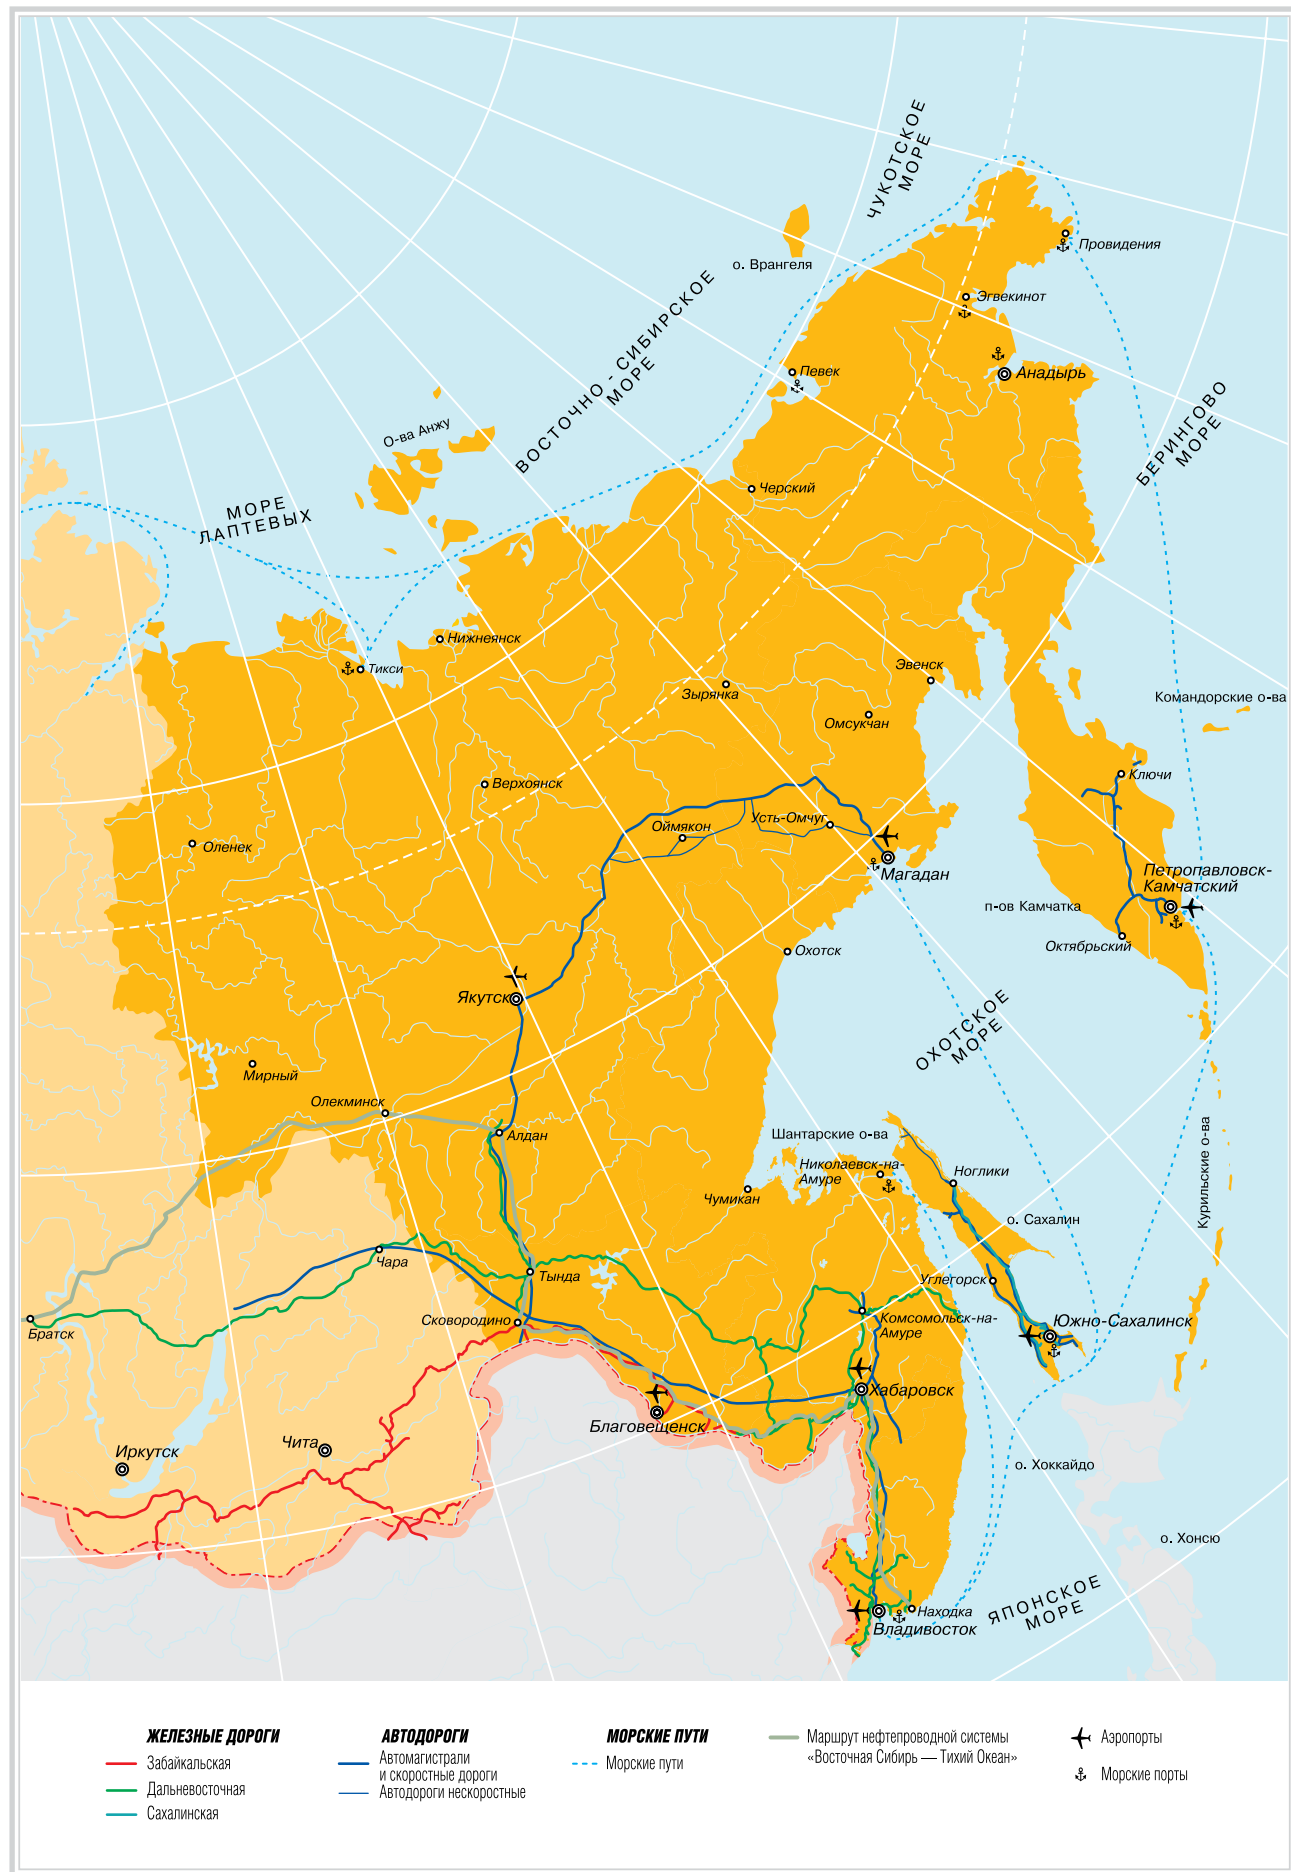 ЧУКОТСКОЕ
МОРЕ
Провидения
о. Врангеля
Эгвекинот
ВОСТОЧНО - СИБИРСКОЕ
МОРЕ
Певек
Анадырь
БЕРИНГОВО
МОРЕ
О-ва Анжу
Черский
МОРЕ
ЛАПТЕВЫХ
Нижнеянск
Тикси
Эвенск
Зырянка
Командорские о-ва
Омсукчан
Ключи
Верхоянск
Усть-Омчуг
Оймякон
Оленек
Магадан
Петропавловск-
Камчатский
п-ов Камчатка
Октябрьский
Охотск
Якутск
ОХОТСКОЕ
МОРЕ
Мирный
Олекминск
Алдан
Шантарские о-ва
Николаевск-на-
Амуре
Ноглики
Чумикан
Курильские о-ва
о. Сахалин
Чара
Тында
Углегорск
Сковородино
Комсомольск-на-
Амуре
Южно-Сахалинск
Братск
Хабаровск
Благовещенск
Чита
Иркутск
о. Хоккайдо
о. Хонсю
ЯПОНСКОЕ
МОРЕ
Находка
Владивосток
ЖЕЛЕЗНЫЕ ДОРОГИ
Забайкальская
Дальневосточная
Сахалинская
АВТОДОРОГИ
Автомагистрали
и скоростные дороги
Автодороги нескоростные
МОРСКИЕ ПУТИ
Морские пути
Маршрут нефтепроводной системы
«Восточная Сибирь — Тихий Океан»
Аэропорты
Морские порты